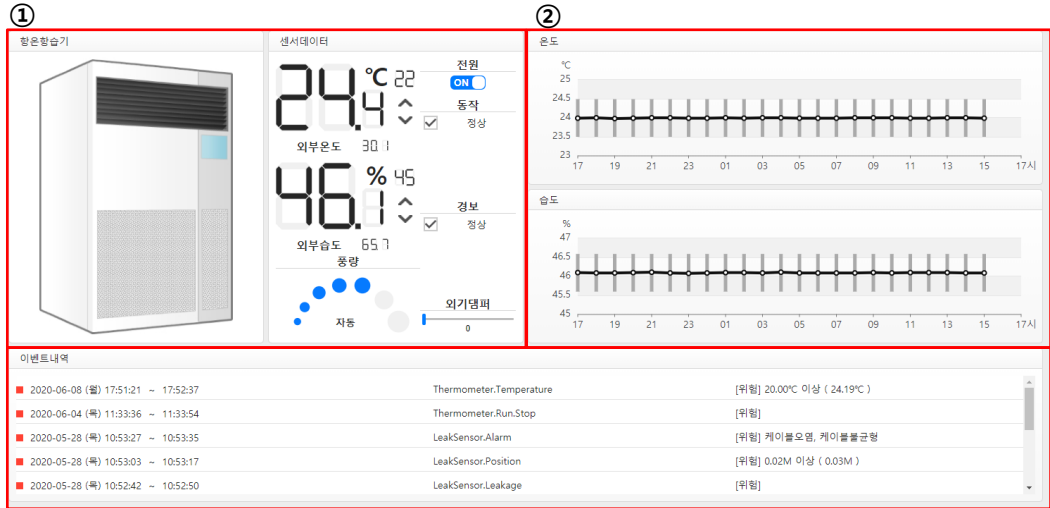 ①
②
항온항습기
센서데이터
24.4 ℃ 22
외부온도 30.1
전원
ON
동작
정상
46.1 % 45
외부습도 65.7
경보
정상
풍량
자동
외기댐퍼
0
온도
℃
25
24.5
24
23.5
23
17 19 21 23 01 03 05 07 09 11 13 15 17시
습도
%
47
46.5
46
45.5
45
17 19 21 23 01 03 05 07 09 11 13 15 17시
이벤트내역
2020-06-08 (월) 17:51:21 ~ 17:52:37 Thermometer.Temperature [위험] 20.00℃ 이상 ( 24.19℃ )
2020-06-04 (목) 11:33:36 ~ 11:33:54 Thermometer.Run.Stop [위험]
2020-05-28 (목) 10:53:27 ~ 10:53:35 LeakSensor.Alarm [위험] 케이블오염, 케이블불균형
2020-05-28 (목) 10:53:03 ~ 10:53:17 LeakSensor.Position [위험] 0.02M 이상 ( 0.03M )
2020-05-28 (목) 10:52:42 ~ 10:52:50 LeakSensor.Leakage [위험]